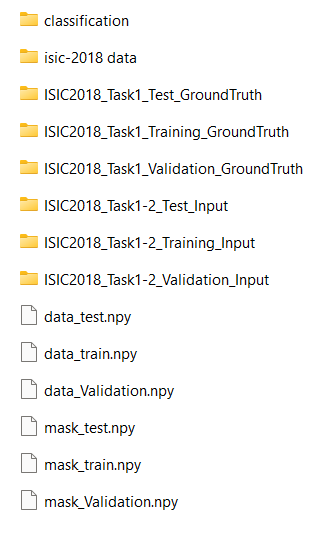 classification
isic-2018 data
ISIC2018_Task1_Test_GroundTruth
ISIC2018_Task1_Training_GroundTruth
ISIC2018_Task1_Validation_GroundTruth
ISIC2018_Task1-2_Test_Input
ISIC2018_Task1-2_Training_Input
ISIC2018_Task1-2_Validation_Input
data_test.npy
data_train.npy
data_Validation.npy
mask_test.npy
mask_train.npy
mask_Validation.npy